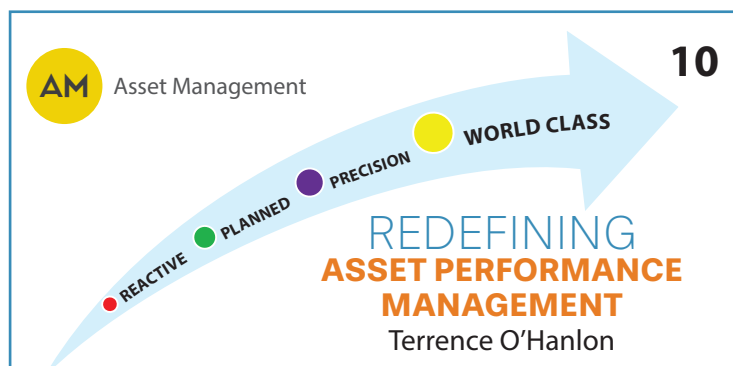 AM
Asset Management
10
WORLD CLASS
PRECISION
PLANNED
REACTIVE
REDEFINING
ASSET PERFORMANCE
MANAGEMENT
Terrence O’Hanlon